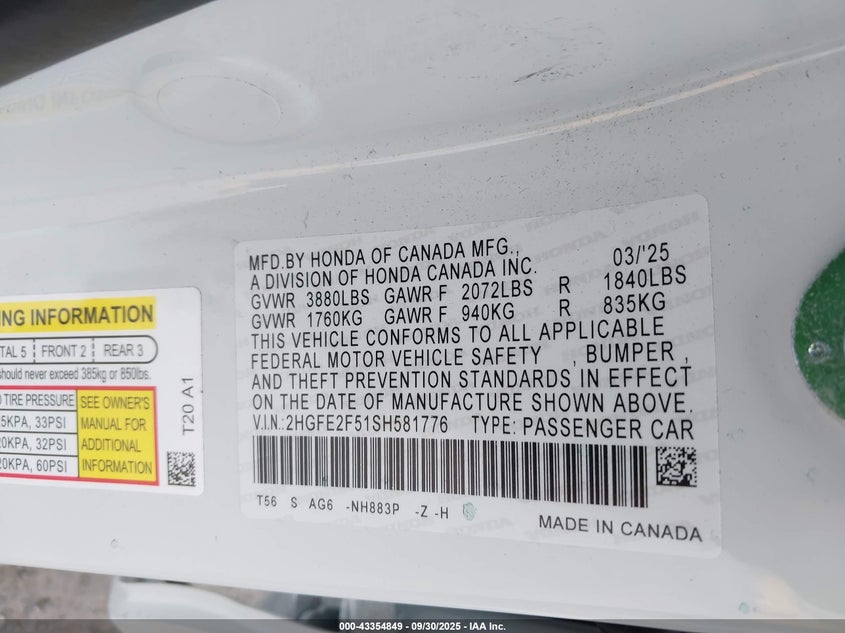 MFD.BY HONDA OF CANADA MFG., 03/'25
A DIVISION OF HONDA CANADA INC.
GVWR 3880LBS GAWR F 2072LBS R 1840LBS
GVWR 1760KG GAWR F 940KG R 835KG
THIS VEHICLE CONFORMS TO ALL APPLICABLE
FEDERAL MOTOR VEHICLE SAFETY , BUMPER ,
AND THEFT PREVENTION STANDARDS IN EFFECT
ON THE DATE OF MANUFACTURE SHOWN ABOVE.
V.I.N.:2HGFE2F51SH581776 TYPE: PASSENGER CAR
T56 S AG6 -NH883P -Z -H
MADE IN CANADA
NG INFORMATION
TAL 5 FRONT 2 REAR 3
should never exceed 385kg or 850lbs.
TIRE PRESSURE
5KPA, 33PSI
20KPA, 32PSI
20KPA, 60PSI
SEE OWNER'S
MANUAL FOR
ADDITIONAL
INFORMATION
T20 A1
000-43354849 - 09/30/2025 - IAA Inc.